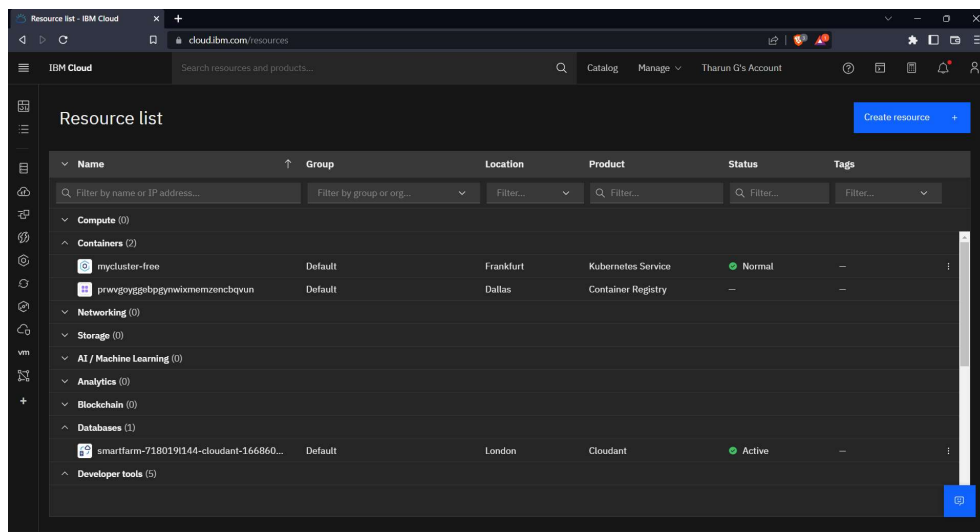 Resource list - IBM Cloud
cloud.ibm.com/resources
IBM Cloud
Search resources and products...
Catalog
Manage
Tharun G's Account
Resource list
Create resource +
Name Group Location Product Status Tags
Filter by name or IP address... Filter by group or org... Filter... Filter... Filter... Filter...
Compute (0)
Containers (2)
mycluster-free Default Frankfurt Kubernetes Service Normal –
prwvgoyggebpgynwixmemzencbqvun Default Dallas Container Registry – –
Networking (0)
Storage (0)
AI / Machine Learning (0)
vm
Analytics (0)
Blockchain (0)
Databases (1)
smartfarm-718019l144-cloudant-166860... Default London Cloudant Active –
Developer tools (5)